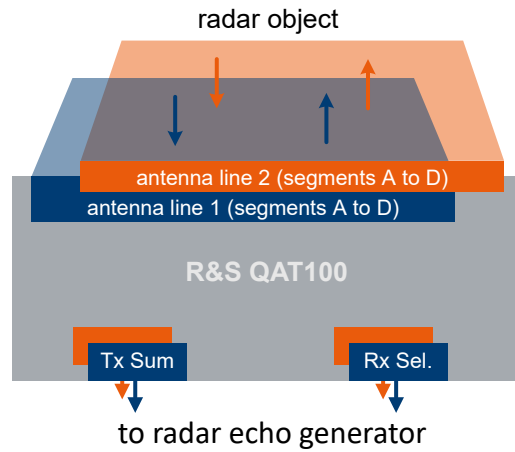 radar object
antenna line 2 (segments A to D)
antenna line 1 (segments A to D)
R&S QAT100
Tx Sum
Rx Sel.
to radar echo generator